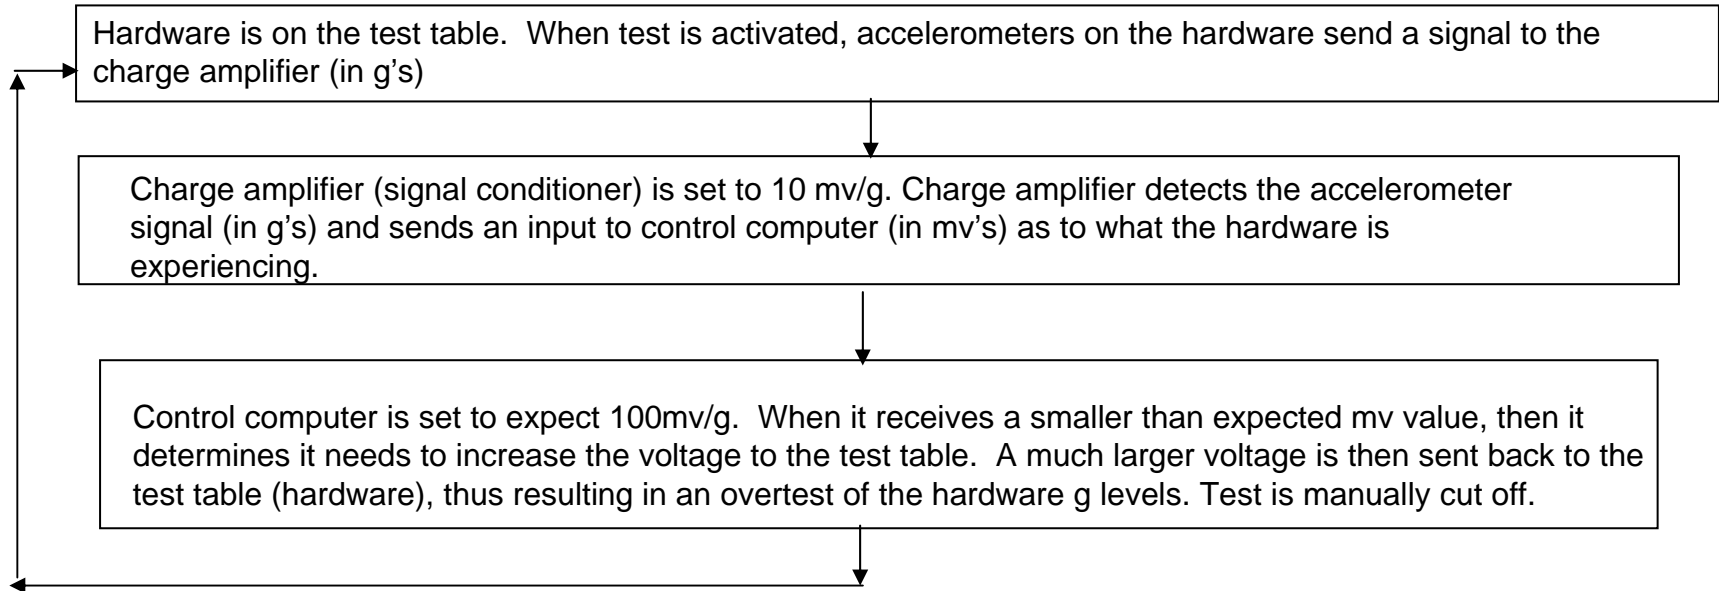 Hardware is on the test table.  When test is activated, accelerometers on the hardware send a signal to the
charge amplifier (in g’s)
Charge amplifier (signal conditioner) is set to 10 mv/g. Charge amplifier detects the accelerometer
signal (in g’s) and sends an input to control computer (in mv’s) as to what the hardware is
experiencing.
Control computer is set to expect 100mv/g.  When it receives a smaller than expected mv value, then it
determines it needs to increase the voltage to the test table.  A much larger voltage is then sent back to the
test table (hardware), thus resulting in an overtest of the hardware g levels. Test is manually cut off.